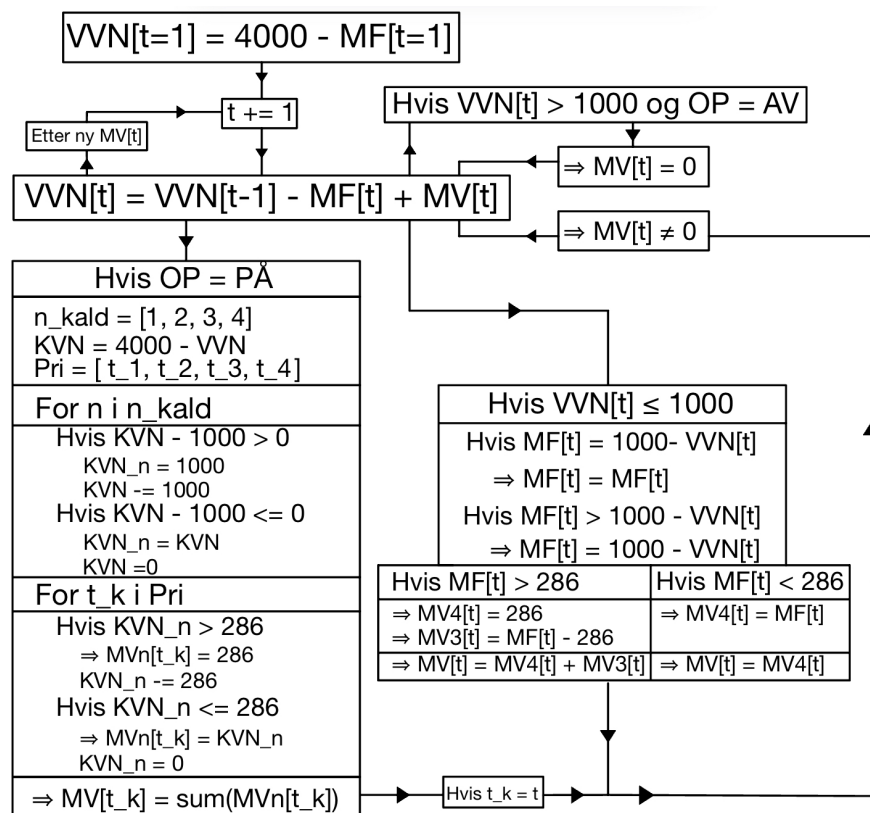 VVN[t=1] = 4000 - MF[t=1]
t += 1
Etter ny MV[t]
VVN[t] = VVN[t-1] - MF[t] + MV[t]
Hvis VVN[t] > 1000 og OP = AV
⇒ MV[t] = 0
⇒ MV[t] ≠ 0
Hvis OP = PÅ
n_kald = [1, 2, 3, 4]
KVN = 4000 - VVN
Pri = [ t_1, t_2, t_3, t_4]
For n i n_kald
Hvis KVN - 1000 > 0
KVN_n = 1000
KVN -= 1000
Hvis KVN - 1000 <= 0
KVN_n = KVN
KVN =0
For t_k i Pri
Hvis KVN_n > 286
⇒ MVn[t_k] = 286
KVN_n -= 286
Hvis KVN_n <= 286
⇒ MVn[t_k] = KVN_n
KVN_n = 0
⇒ MV[t_k] = sum(MVn[t_k])
Hvis t_k = t
Hvis VVN[t] ≤ 1000
Hvis MF[t] = 1000- VVN[t]
⇒ MF[t] = MF[t]
Hvis MF[t] > 1000 - VVN[t]
⇒ MF[t] = 1000 - VVN[t]
Hvis MF[t] > 286
⇒ MV4[t] = 286
⇒ MV3[t] = MF[t] - 286
⇒ MV[t] = MV4[t] + MV3[t]
Hvis MF[t] < 286
⇒ MV4[t] = MF[t]
⇒ MV[t] = MV4[t]